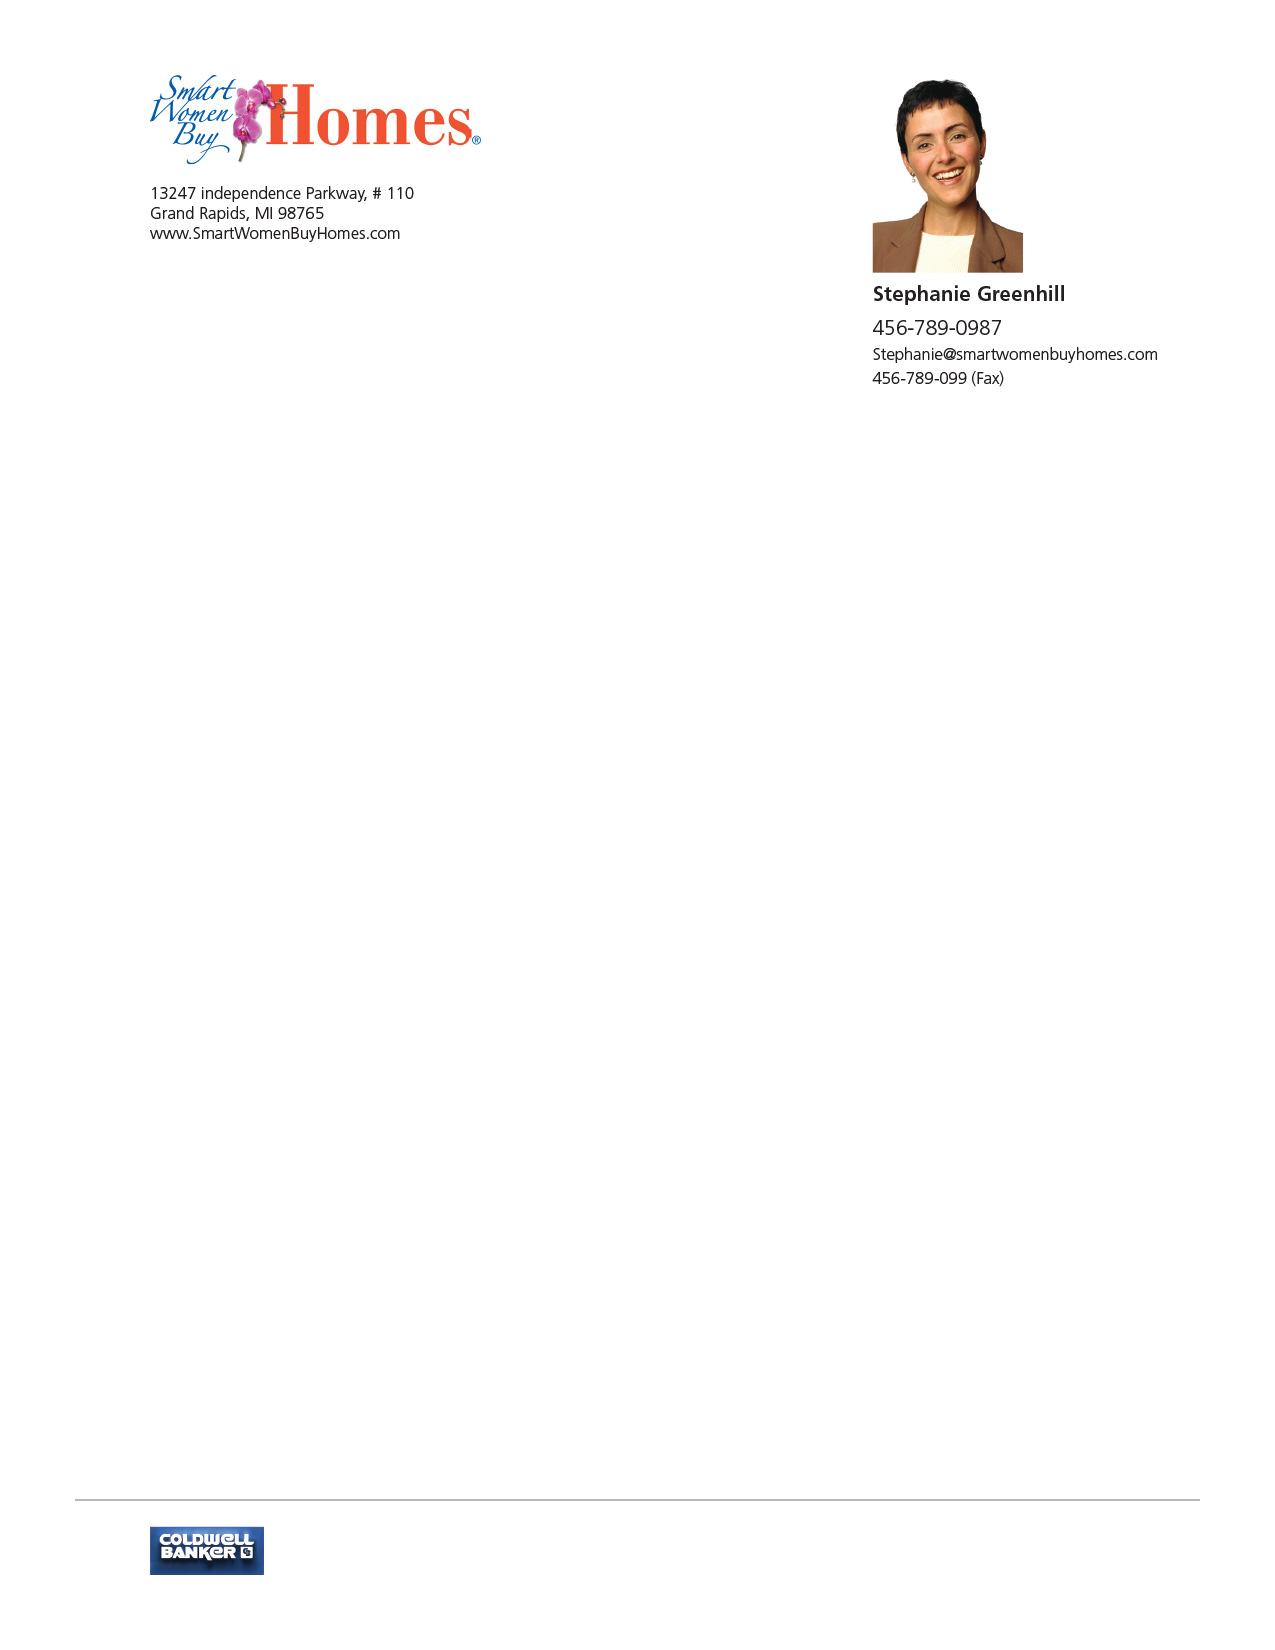 Smart
Women
Buy
Homes®
13247 independence Parkway, # 110
Grand Rapids, MI 98765
www.SmartWomenBuyHomes.com
Stephanie Greenhill
456-789-0987
Stephanie@smartwomenbuyhomes.com
456-789-099 (Fax)
COLDWELL
BANKER